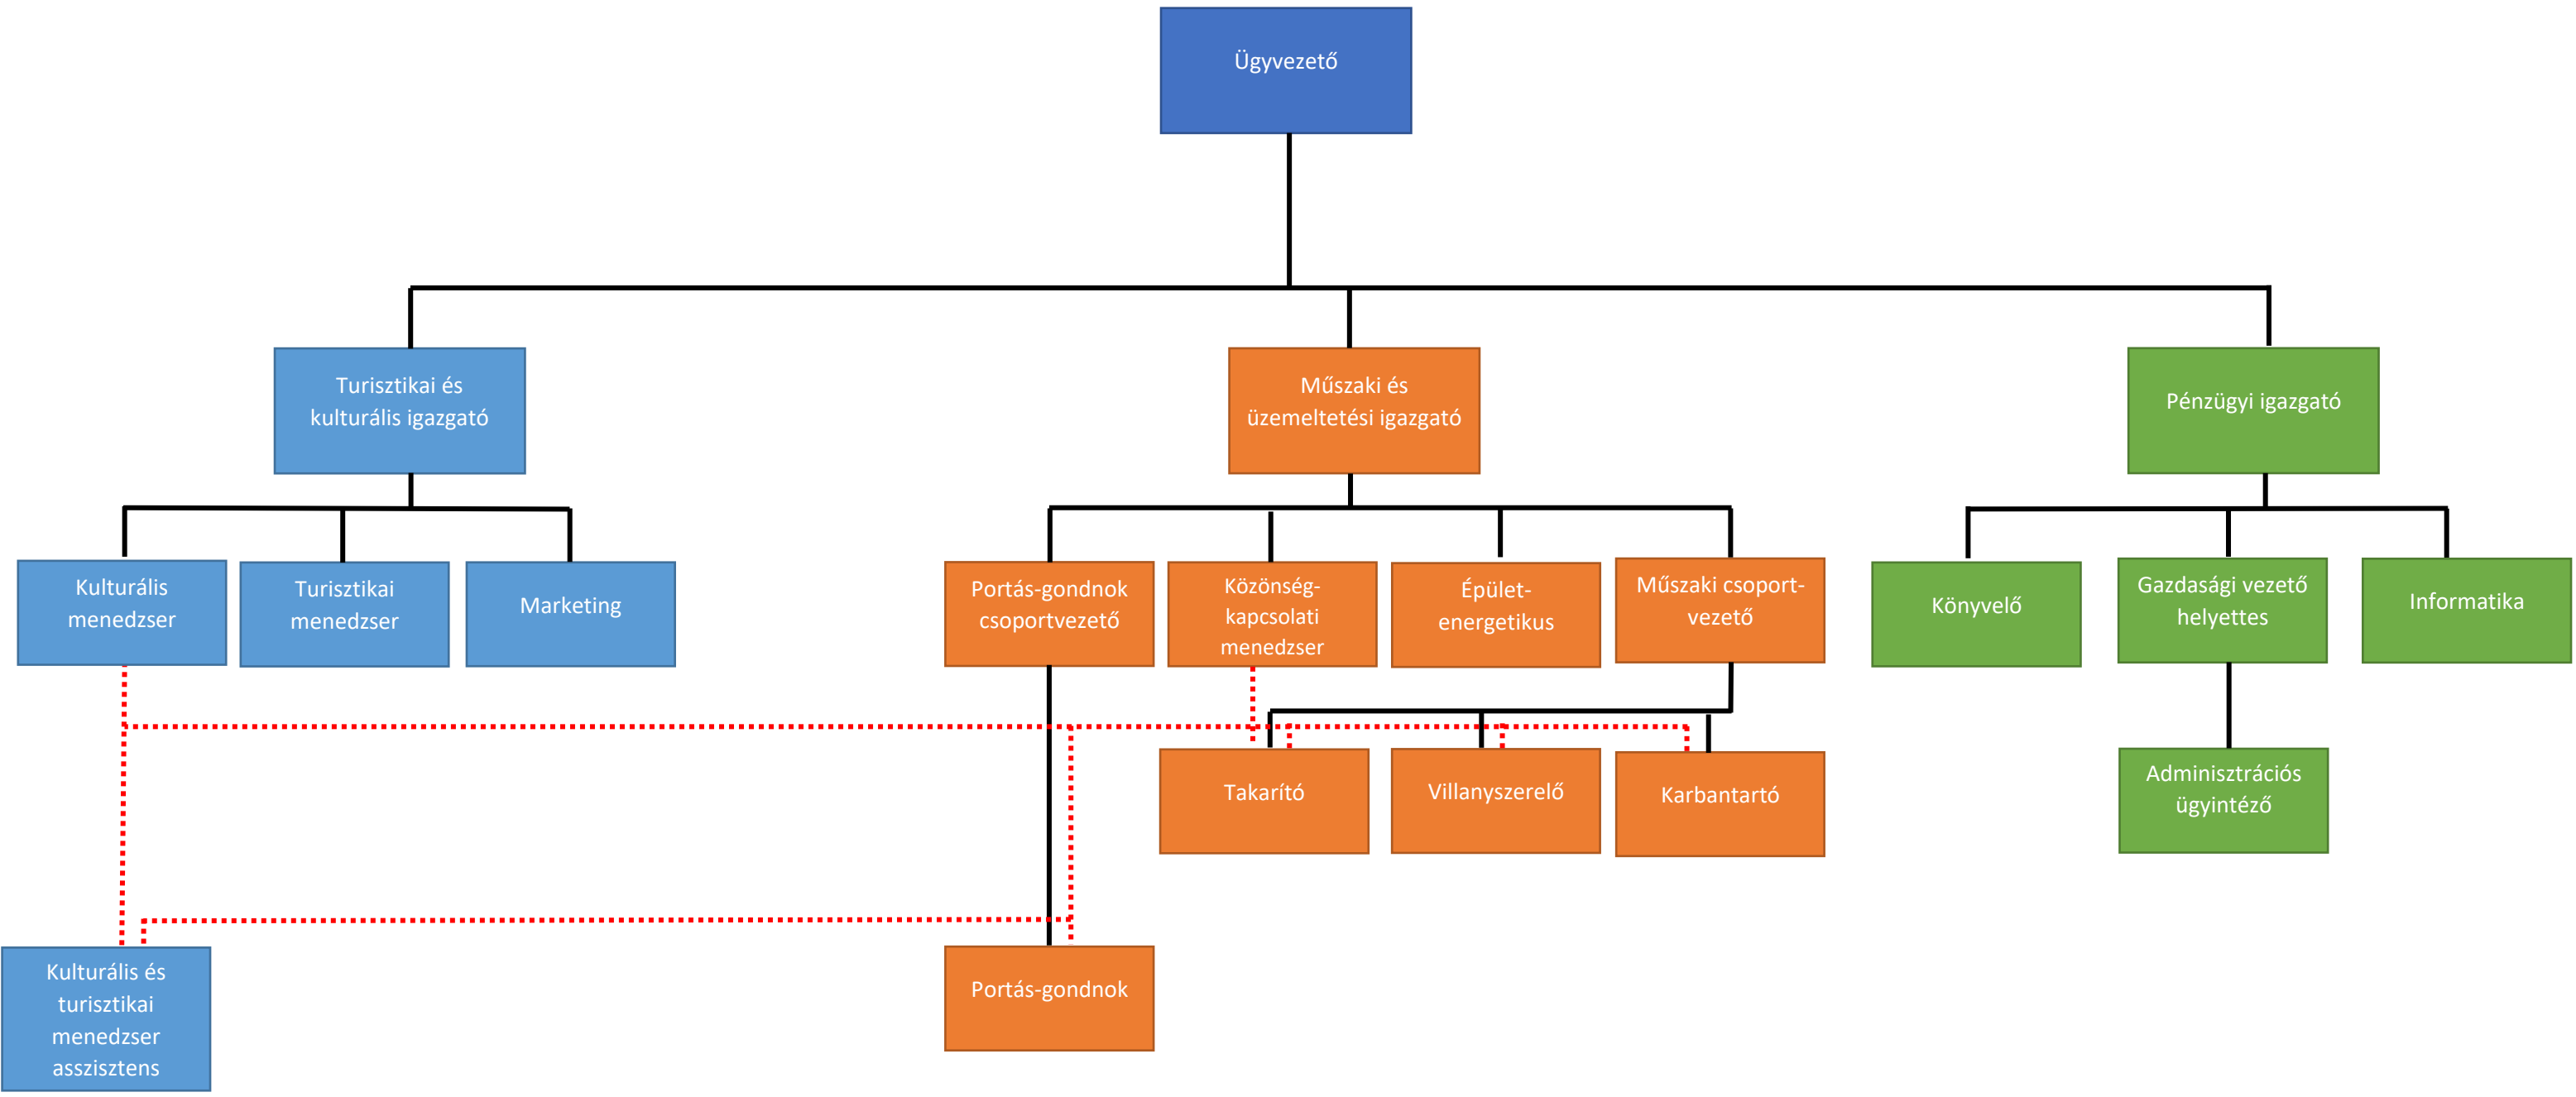 Ügyvezető
Turisztikai és
kulturális igazgató
Műszaki és
üzemeltetési igazgató
Pénzügyi igazgató
Kulturális
menedzser
Turisztikai
menedzser
Marketing
Portás-gondnok
csoportvezető
Közönség-
kapcsolati
menedzser
Épület-
energetikus
Műszaki csoport-
vezető
Könyvelő
Gazdasági vezető
helyettes
Informatika
Takarító
Villanyszerelő
Karbantartó
Adminisztrációs
ügyintéző
Kulturális és
turisztikai
menedzser
asszisztens
Portás-gondnok